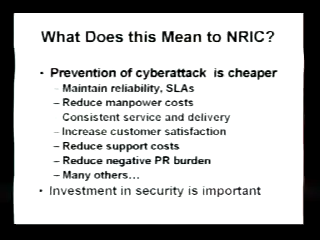 What Does this Mean to NRIC?
• Prevention of cyberattack is cheaper
– Maintain reliability, SLAs
– Reduce manpower costs
Consistent service and delivery
– Increase customer satisfaction
– Reduce support costs
– Reduce negative PR burden
– Many others…
• Investment in security is important